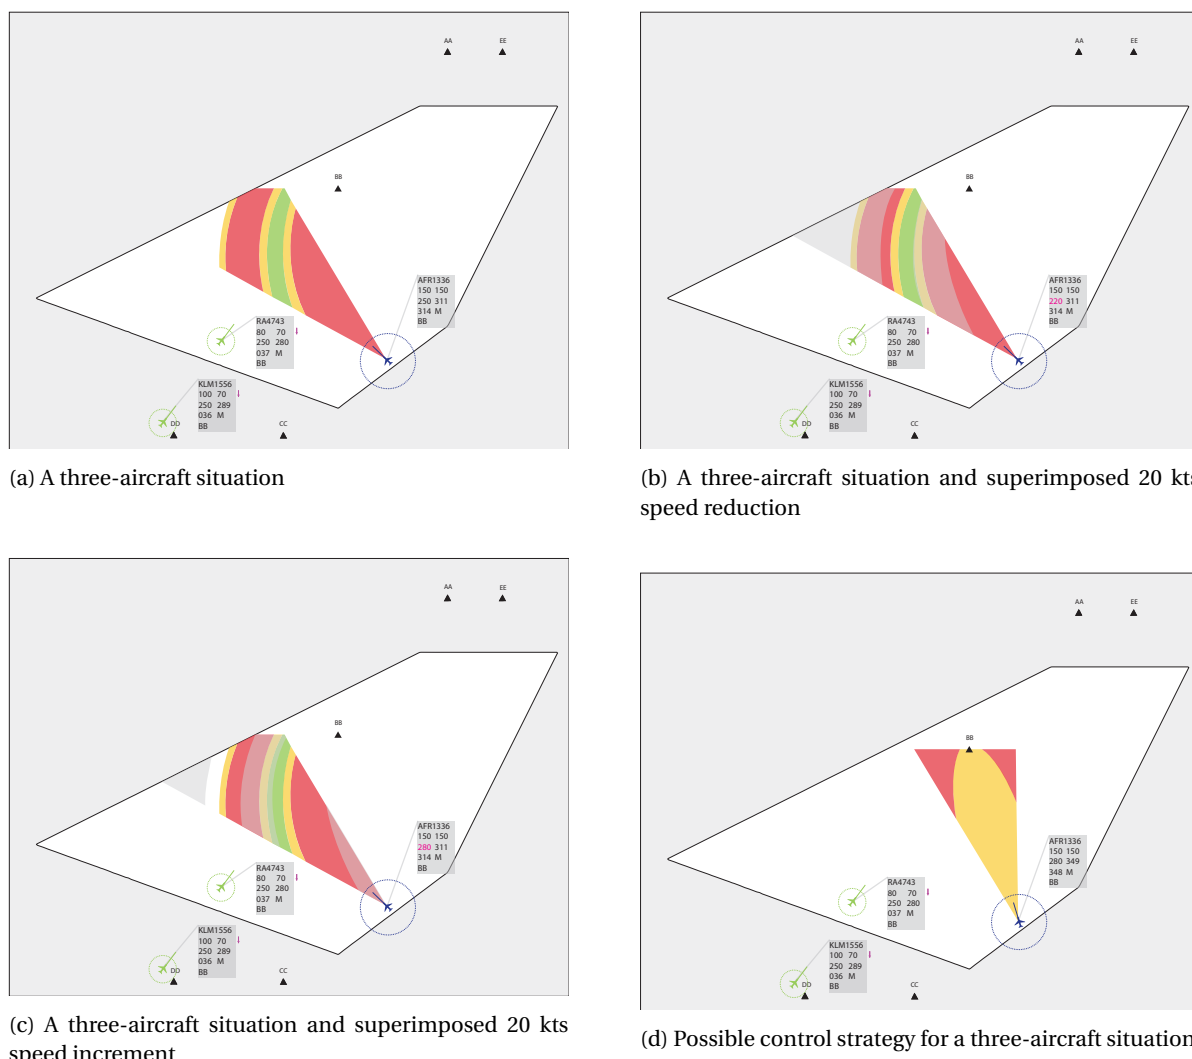 AA EE
BB
AFR1336
150 150
250 311
314 M
BB
RA4743
80 70
250 280
037 M
BB
KLM1556
100 70
250 289
036 M
BB
DD
CC
(a) A three-aircraft situation
AA EE
BB
AFR1336
150 150
220 311
314 M
BB
RA4743
80 70
250 280
037 M
BB
KLM1556
100 70
250 289
036 M
BB
DD
CC
(b) A three-aircraft situation and superimposed 20 kts
speed reduction
AA EE
BB
AFR1336
150 150
280 311
314 M
BB
RA4743
80 70
250 280
037 M
BB
KLM1556
100 70
250 289
036 M
BB
DD
CC
(c) A three-aircraft situation and superimposed 20 kts
speed increment
AA EE
BB
AFR1336
150 150
280 349
348 M
BB
RA4743
80 70
250 280
037 M
BB
KLM1556
100 70
250 289
036 M
BB
DD
CC
(d) Possible control strategy for a three-aircraft situation